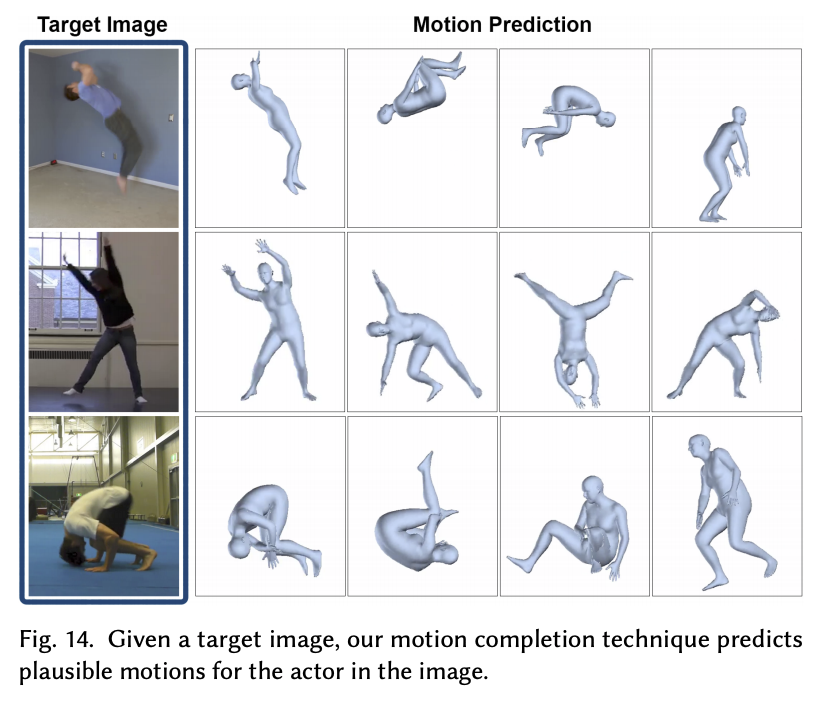 Target Image
Motion Prediction
Fig. 14. Given a target image, our motion completion technique predicts
plausible motions for the actor in the image.